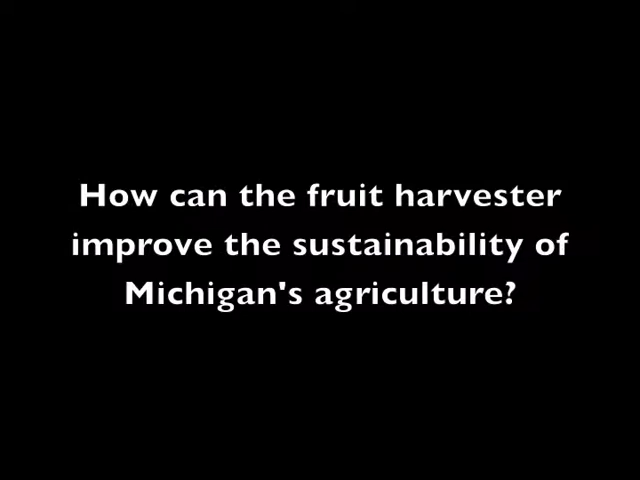 How can the fruit harvester
improve the sustainability of
Michigan's agriculture?